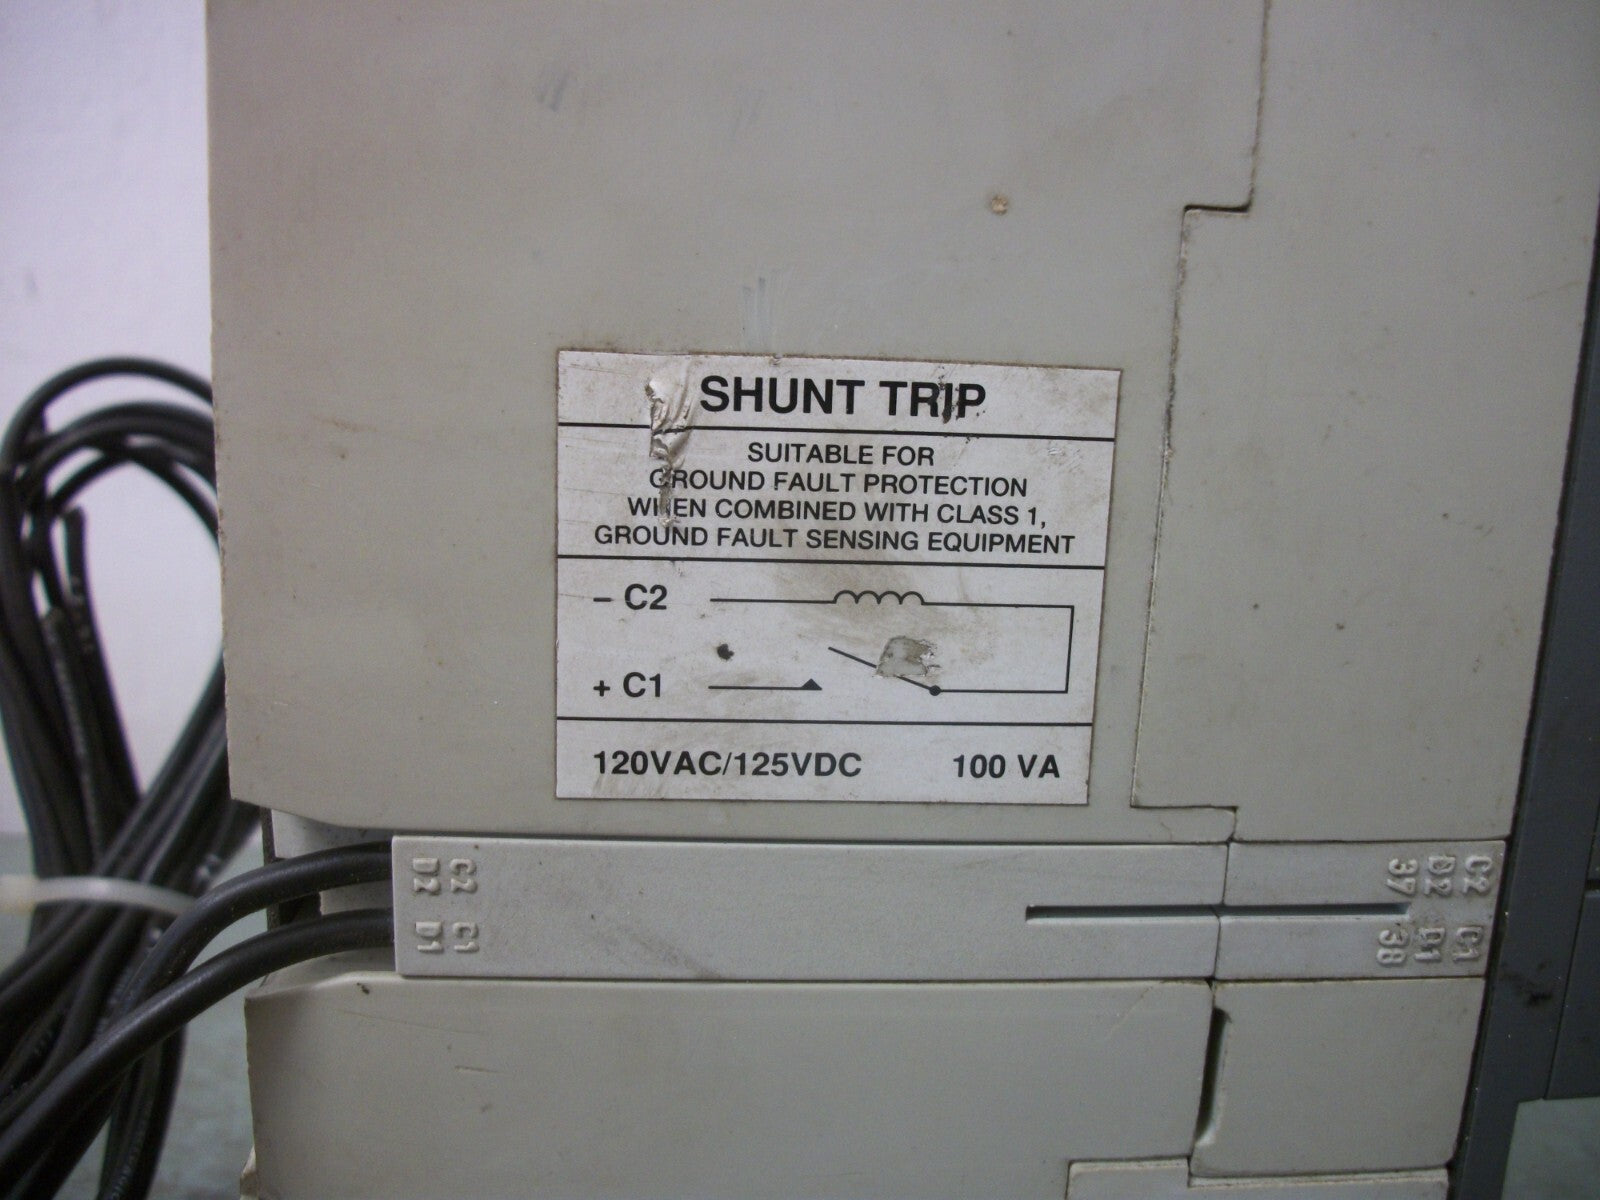 SHUNT TRIP
SUITABLE FOR
GROUND FAULT PROTECTION
WHEN COMBINED WITH CLASS 1,
GROUND FAULT SENSING EQUIPMENT
– C2
+ C1
120VAC/125VDC 100 VA
C2 C1
D2 D1
C2 C1
D2 D1
37 38